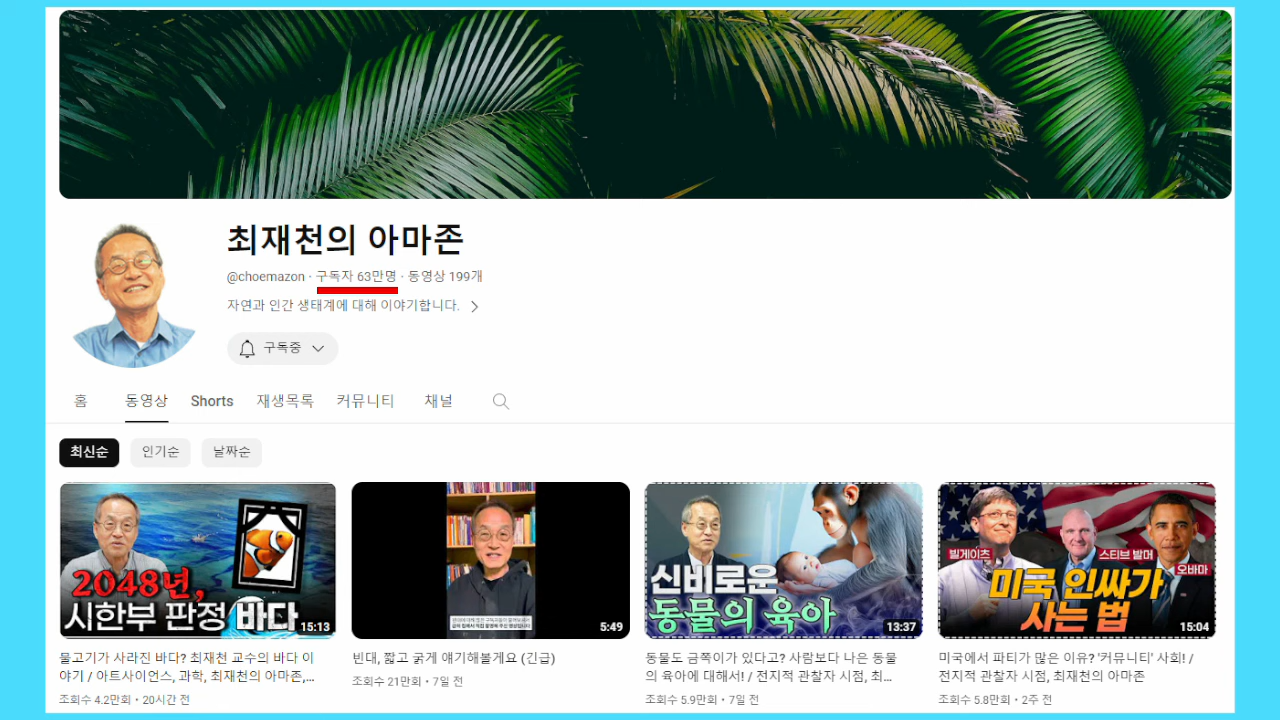 최재천의 아마존
@choemazon · 구독자 63만명 · 동영상 199개
자연과 인간 생태계에 대해 이야기합니다.
구독중
홈 동영상 Shorts 재생목록 커뮤니티 채널
최신순 인기순 날짜순
2048년,
시한부 판정 바다
15:13
5:49
신비로운
동물의 육아
13:37
빌게이츠
스티브 발머
오바마
미국 인싸가
사는 법
15:04
물고기가 사라진 바다? 최재천 교수의 바다 이
야기 / 아트사이언스, 과학, 최재천의 아마존,...
조회수 4.2만회 • 20시간 전
빈대, 짧고 굵게 얘기해볼게요 (긴급)
조회수 21만회 • 7일 전
동물도 금쪽이가 있다고? 사람보다 나은 동물
의 육아에 대해서! / 전지적 관찰자 시점, 최...
조회수 5.9만회 • 7일 전
미국에서 파티가 많은 이유? '커뮤니티' 사회! /
전지적 관찰자 시점, 최재천의 아마존
조회수 5.8만회 • 2주 전